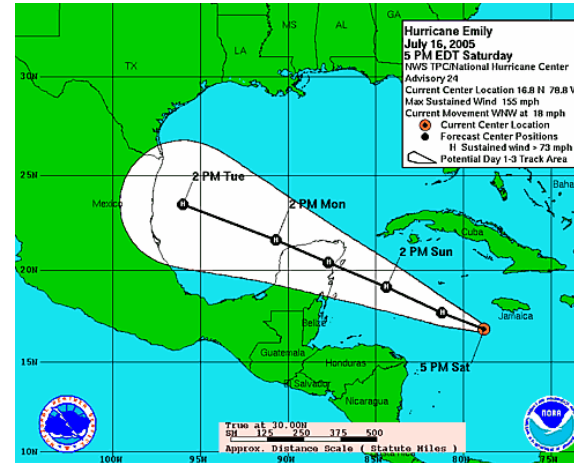 Hurricane Emily
July 16, 2005
5 PM EDT Saturday
NWS TPC/National Hurricane Center
Advisory 24
Current Center Location 16.8 N 78.8 W
Max Sustained Wind 155 mph
Current Movement WNW at 18 mph
Current Center Location
Forecast Center Positions
H Sustained wind > 73 mph
Potential Day 1-3 Track Area
MS AL GA
TX LA
30N
25N
20N
15N
10N
2 PM Tue
2 PM Mon
2 PM Sun
5 PM Sat
H
H
H
H
H
Mexico
Cuba
Baha
Jamaica
Belize
Guatemala
Honduras
El Salvador
Nicaragua
True at 30.00N
SM 125 250 375 500
Approx. Distance Scale ( Statute Miles )
100W 95W 90W 85W 80W 75W
NOAA